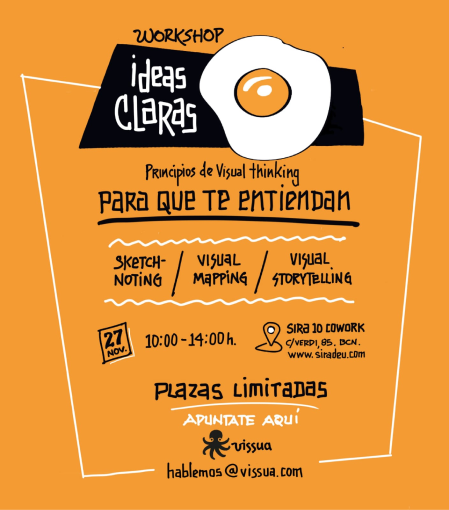 WORKSHOP
ideas
CLARAS
Principios de Visual thinking
PARA QUE TE ENTIENDAN
SKETCH-
NOTING / VISUAL
MAPPING / VISUAL
STORYTELLING
27
NOV.
10:00 - 14:00 h.
SIRA 10 COWORK
C/VERDI, 85. BCN.
www.siradeu.com
PLAZAS LIMITADAS
APUNTATE AQUÍ
vissua
hablemos@vissua.com